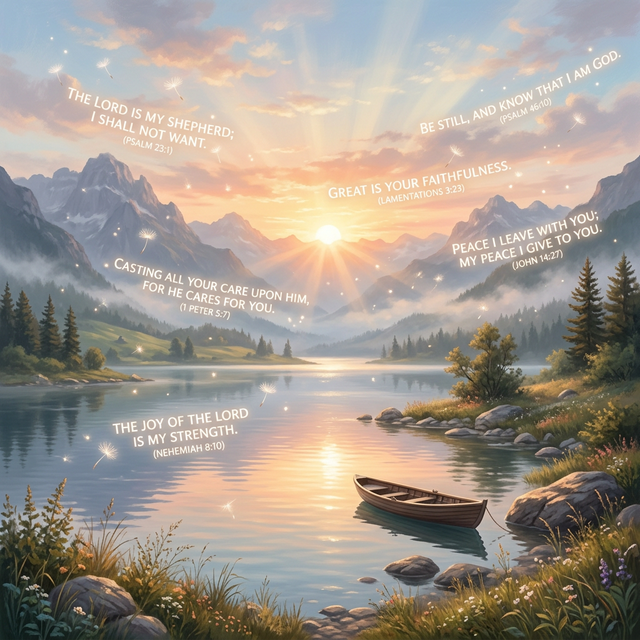 THE LORD IS MY SHEPHERD;
I SHALL NOT WANT.
(PSALM 23:1)
BE STILL, AND KNOW THAT I AM GOD.
(PSALM 46:10)
GREAT IS YOUR FAITHFULNESS.
(LAMENTATIONS 3:23)
PEACE I LEAVE WITH YOU;
MY PEACE I GIVE TO YOU.
(JOHN 14:27)
CASTING ALL YOUR CARE UPON HIM,
FOR HE CARES FOR YOU.
(1 PETER 5:7)
THE JOY OF THE LORD
IS MY STRENGTH.
(NEHEMIAH 8:10)